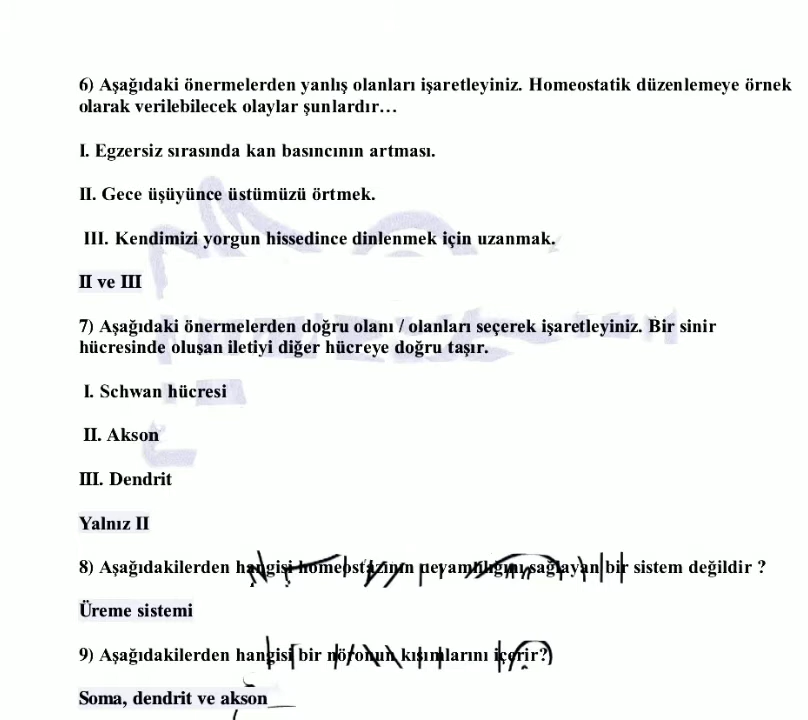 6) Aşağıdaki önermelerden yanlış olanları işaretleyiniz. Homeostatik düzenlemeye örnek
olarak verilebilecek olaylar şunlardır…
I. Egzersiz sırasında kan basıncının artması.
II. Gece üşüyünce üstümüzü örtmek.
III. Kendimizi yorgun hissedince dinlenmek için uzanmak.
II ve III
7) Aşağıdaki önermelerden doğru olanı / olanları seçerek işaretleyiniz. Bir sinir
hücresinde oluşan iletiyi diğer hücreye doğru taşır.
I. Schwan hücresi
II. Akson
III. Dendrit
Yalnız II
8) Aşağıdakilerden hangisi homeostazinin devamlılığını sağlayan bir sistem değildir ?
Üreme sistemi
9) Aşağıdakilerden hangisi bir nöronun kısımlarını içerir?
Soma, dendrit ve akson